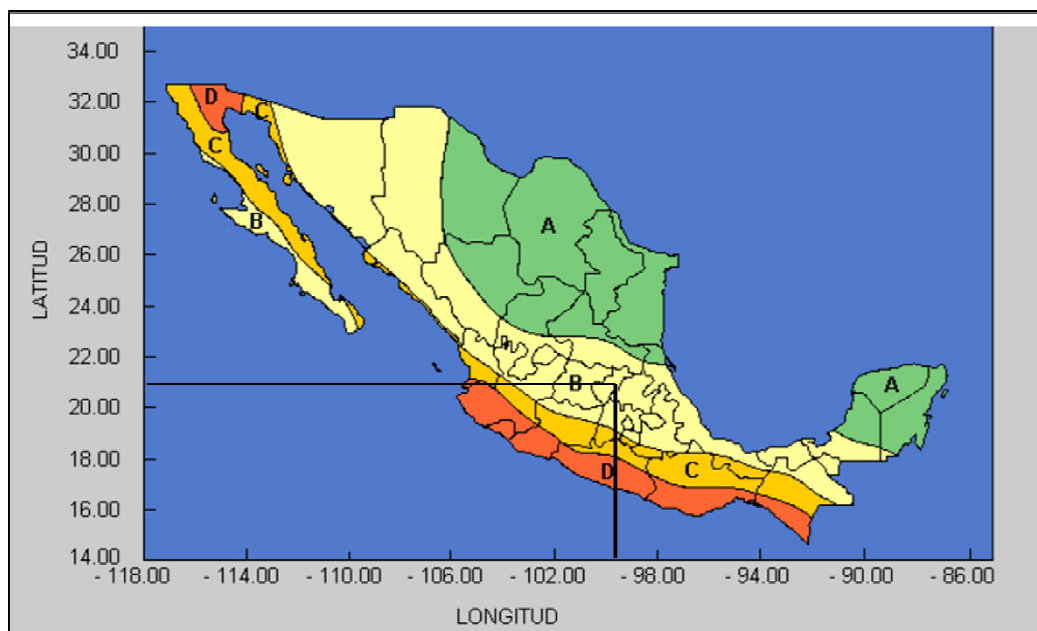 34.00
32.00
30.00
28.00
26.00
24.00
22.00
20.00
18.00
16.00
14.00
LATITUD
D
C
C
B
A
B
A
C
D
- 118.00 - 114.00 - 110.00 - 106.00 - 102.00 - 98.00 - 94.00 - 90.00 - 86.00
LONGITUD